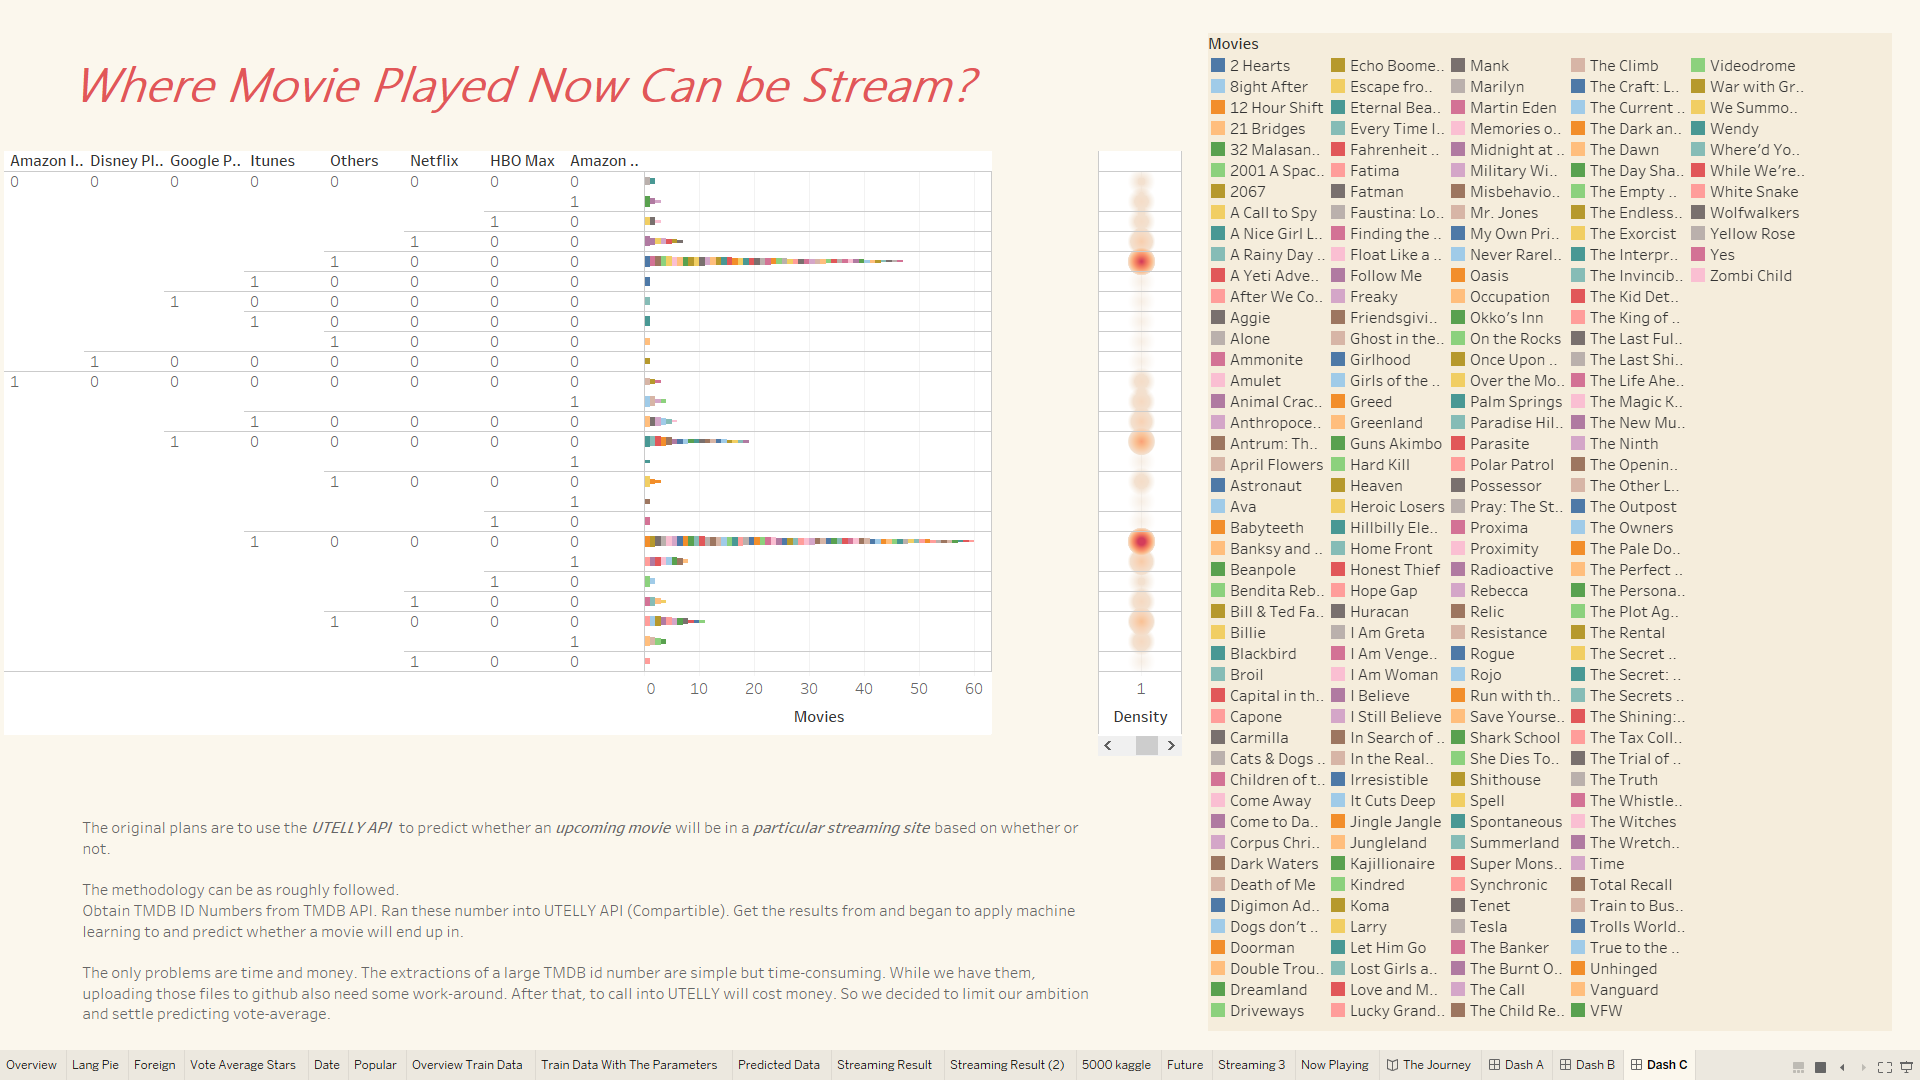 Where Movie Played Now Can be Stream?
Amazon I.. Disney Pl.. Google P.. Itunes Others Netflix HBO Max Amazon ..
0 0 0 0 0 0 0 0
1
1 0
1 0 0
1 0 0 0
1 0 0 0 0
1 0 0 0 0 0
1 0 0 0 0
1 0 0 0
1 0 0 0 0 0 0
1 0 0 0 0 0 0 0
1
1 0 0 0 0
1 0 0 0 0 0
1
1 0 0 0
1
1 0
1 0 0 0 0
1
1 0
1 0 0
1 0 0 0
1
1 0 0
0 10 20 30 40 50 60
Movies
1
Density
Movies
2 Hearts
8ight After
12 Hour Shift
21 Bridges
32 Malasan..
2001 A Spac..
2067
A Call to Spy
A Nice Girl L..
A Rainy Day ..
A Yeti Adve..
After We Co..
Aggie
Alone
Ammonite
Amulet
Animal Crac..
Anthropoce..
Antrum: Th..
April Flowers
Astronaut
Ava
Babyteeth
Banksy and ..
Beanpole
Bendita Reb..
Bill & Ted Fa..
Billie
Blackbird
Broil
Capital in th..
Capone
Carmilla
Cats & Dogs ..
Children of t..
Come Away
Come to Da..
Corpus Chri..
Dark Waters
Death of Me
Digimon Ad..
Dogs don't ..
Doorman
Double Trou..
Dreamland
Driveways
Echo Boome..
Escape fro..
Eternal Bea..
Every Time I..
Fahrenheit ..
Fatima
Fatman
Faustina: Lo..
Finding the ..
Float Like a ..
Follow Me
Freaky
Friendsgivi..
Ghost in the..
Girlhood
Girls of the ..
Greed
Greenland
Guns Akimbo
Hard Kill
Heaven
Heroic Losers
Hillbilly Ele..
Home Front
Honest Thief
Hope Gap
Huracan
I Am Greta
I Am Venge..
I Am Woman
I Believe
I Still Believe
In Search of ..
In the Real..
Irresistible
It Cuts Deep
Jingle Jangle
Jungleland
Kajillionaire
Kindred
Koma
Larry
Let Him Go
Lost Girls a..
Love and M..
Lucky Grand..
Mank
Marilyn
Martin Eden
Memories o..
Midnight at ..
Military Wi..
Misbehavio..
Mr. Jones
My Own Pri..
Never Rarel..
Oasis
Occupation
Okko's Inn
On the Rocks
Once Upon ..
Over the Mo..
Palm Springs
Paradise Hil..
Parasite
Polar Patrol
Possessor
Pray: The St..
Proxima
Proximity
Radioactive
Rebecca
Relic
Resistance
Rogue
Rojo
Run with th..
Save Yourse..
Shark School
She Dies To..
Shithouse
Spell
Spontaneous
Summerland
Super Mons..
Synchronic
Tenet
Tesla
The Banker
The Burnt O..
The Call
The Child Re..
The Climb
The Craft: L..
The Current ..
The Dark an..
The Dawn
The Day Sha..
The Empty ..
The Endless..
The Exorcist
The Interpr..
The Invincib..
The Kid Det..
The King of ..
The Last Ful..
The Last Shi..
The Life Ahe..
The Magic K..
The New Mu..
The Ninth
The Openin..
The Other L..
The Outpost
The Owners
The Pale Do..
The Perfect ..
The Persona..
The Plot Ag..
The Rental
The Secret ..
The Secret: ..
The Secrets ..
The Shining:..
The Tax Coll..
The Trial of ..
The Truth
The Whistle..
The Witches
The Wretch..
Time
Total Recall
Train to Bus..
Trolls World..
True to the ..
Unhinged
Vanguard
VFW
Videodrome
War with Gr..
We Summo..
Wendy
Where'd Yo..
While We're..
White Snake
Wolfwalkers
Yellow Rose
Yes
Zombi Child
The original plans are to use the UTELLY API to predict whether an upcoming movie will be in a particular streaming site based on whether or
not.
The methodology can be as roughly followed.
Obtain TMDB ID Numbers from TMDB API. Ran these number into UTELLY API (Compartible). Get the results from and began to apply machine
learning to and predict whether a movie will end up in.
The only problems are time and money. The extractions of a large TMDB id number are simple but time-consuming. While we have them,
uploading those files to github also need some work-around. After that, to call into UTELLY will cost money. So we decided to limit our ambition
and settle predicting vote-average.
Overview Lang Pie Foreign Vote Average Stars Date Popular Overview Train Data Train Data With The Parameters Predicted Data Streaming Result Streaming Result (2) 5000 kaggle Future Streaming 3 Now Playing The Journey Dash A Dash B Dash C